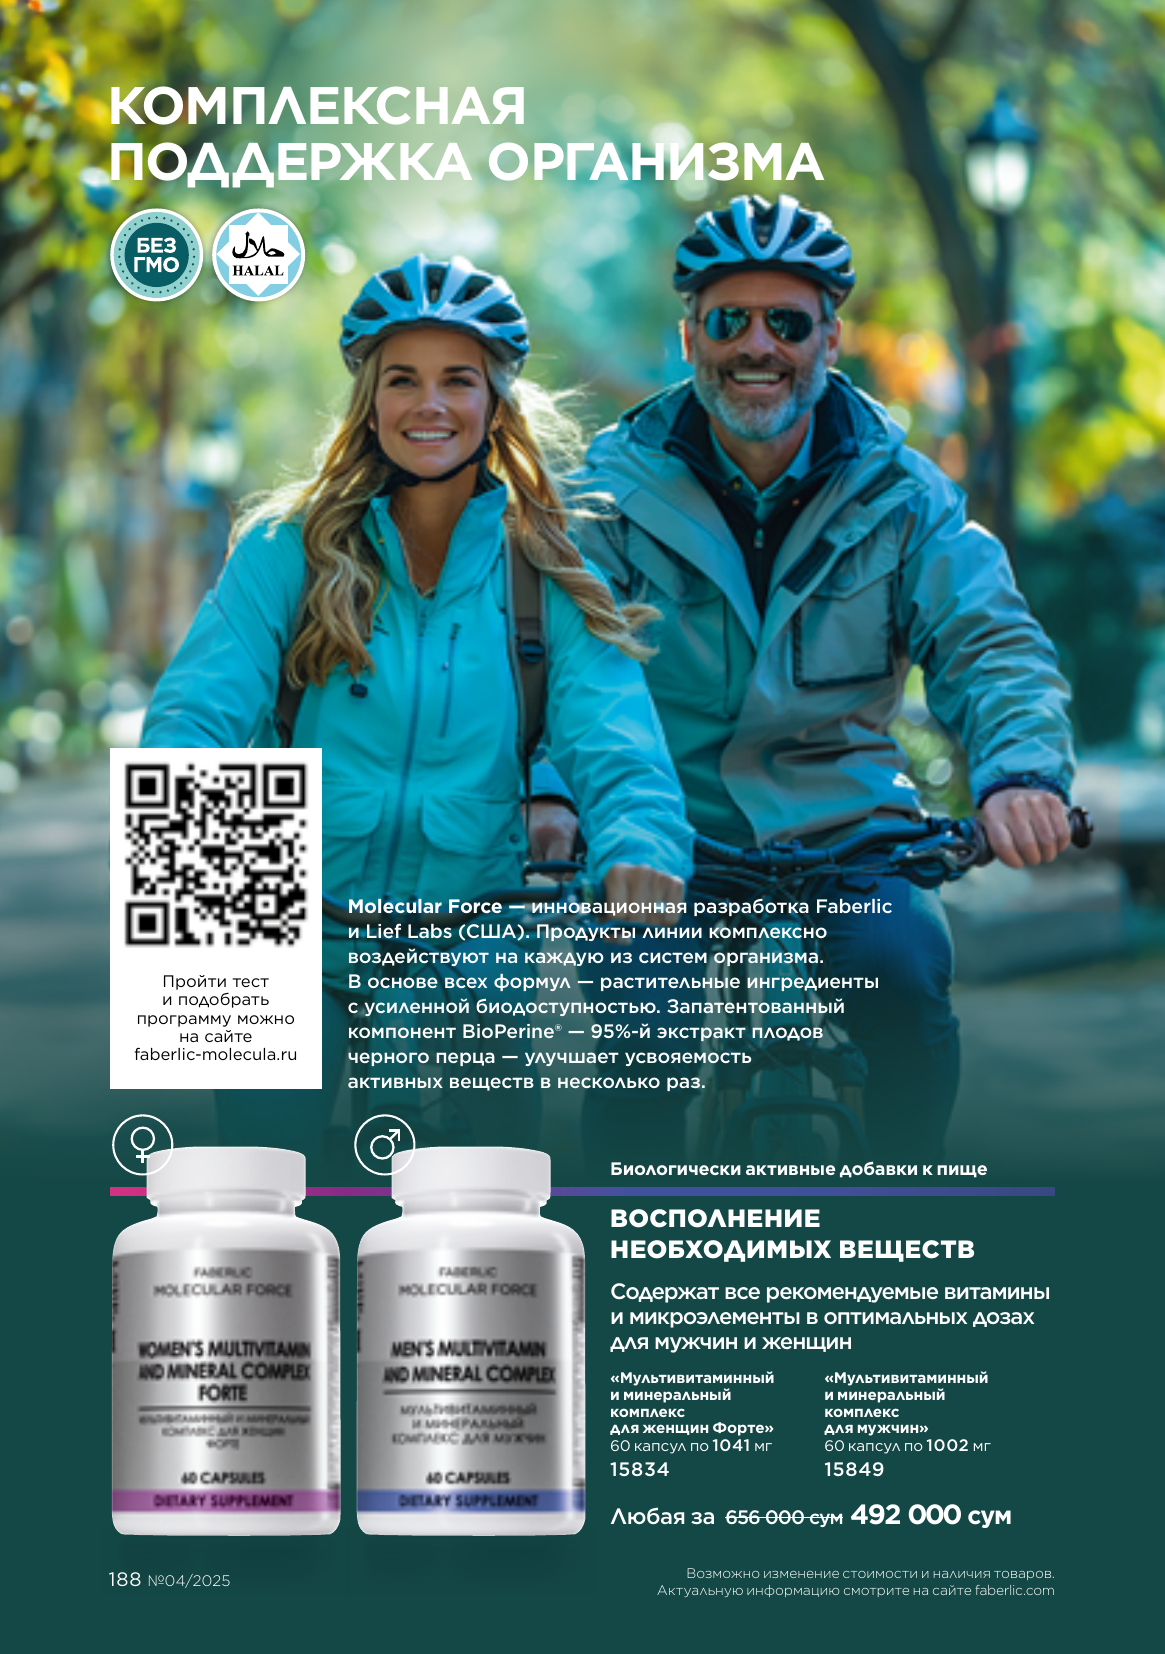 КОМПЛЕКСНАЯ
ПОДДЕРЖКА ОРГАНИЗМА
БЕЗ
ГМО
حلال
HALAL
Пройти тест
и подобрать
программу можно
на сайте
faberlic-molecula.ru
Molecular Force — инновационная разработка Faberlic
и Lief Labs (США). Продукты линии комплексно
воздействуют на каждую из систем организма.
В основе всех формул — растительные ингредиенты
с усиленной биодоступностью. Запатентованный
компонент BioPerine® — 95%-й экстракт плодов
черного перца — улучшает усвояемость
активных веществ в несколько раз.
FABERLIC
MOLECULAR FORCE
WOMEN'S MULTIVITAMIN
AND MINERAL COMPLEX
FORTE
МУЛЬТИВИТАМИННЫЙ И МИНЕРАЛЬНЫЙ
КОМПЛЕКС ДЛЯ ЖЕНЩИН
ФОРТЕ
60 CAPSULES
DIETARY SUPPLEMENT
FABERLIC
MOLECULAR FORCE
MEN'S MULTIVITAMIN
AND MINERAL COMPLEX
МУЛЬТИВИТАМИННЫЙ
И МИНЕРАЛЬНЫЙ
КОМПЛЕКС ДЛЯ МУЖЧИН
60 CAPSULES
DIETARY SUPPLEMENT
Биологически активные добавки к пище
ВОСПОЛНЕНИЕ
НЕОБХОДИМЫХ ВЕЩЕСТВ
Содержат все рекомендуемые витамины
и микроэлементы в оптимальных дозах
для мужчин и женщин
«Мультивитаминный
и минеральный
комплекс
для женщин Форте»
60 капсул по 1041 мг
15834
«Мультивитаминный
и минеральный
комплекс
для мужчин»
60 капсул по 1002 мг
15849
Любая за 656 000 сум 492 000 сум
188 №04/2025
Возможно изменение стоимости и наличия товаров.
Актуальную информацию смотрите на сайте faberlic.com